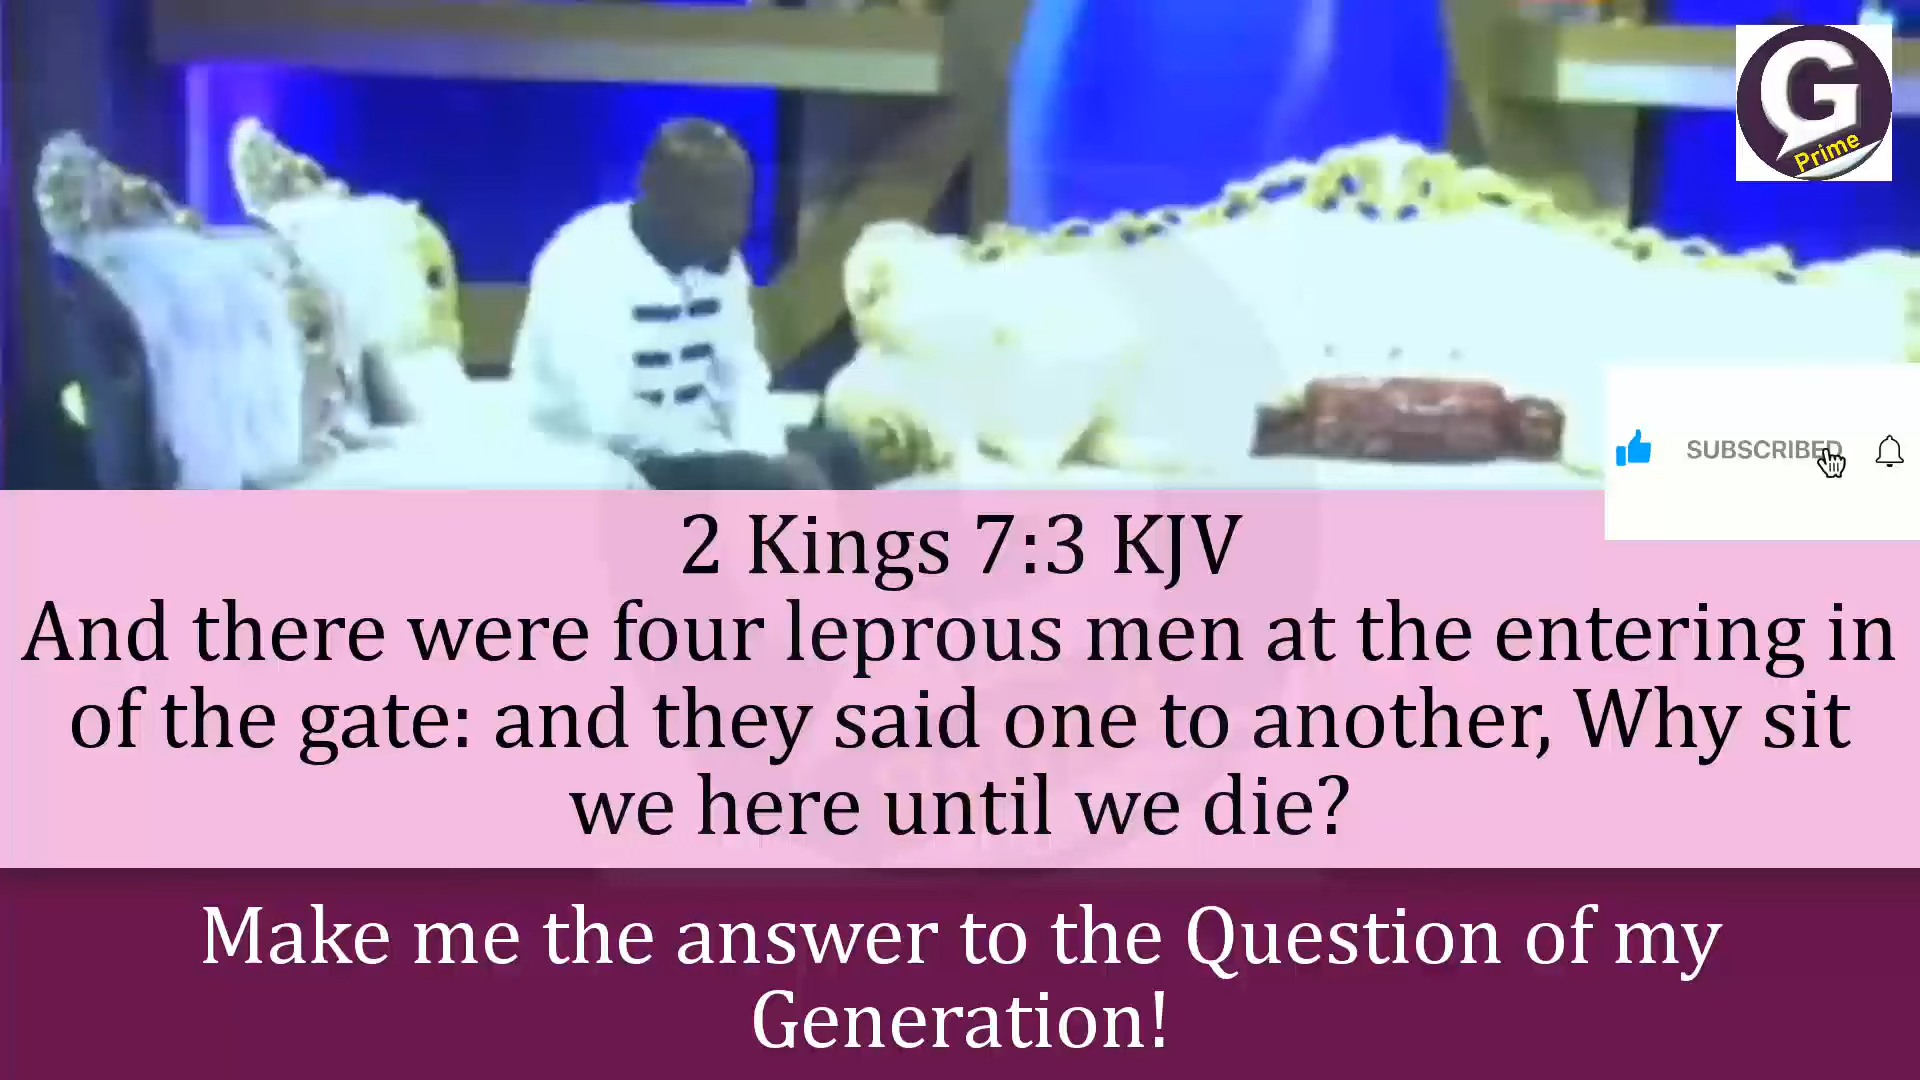 G
Prime
SUBSCRIBED
2 Kings 7:3 KJV
And there were four leprous men at the entering in
of the gate: and they said one to another, Why sit
we here until we die?
Make me the answer to the Question of my
Generation!